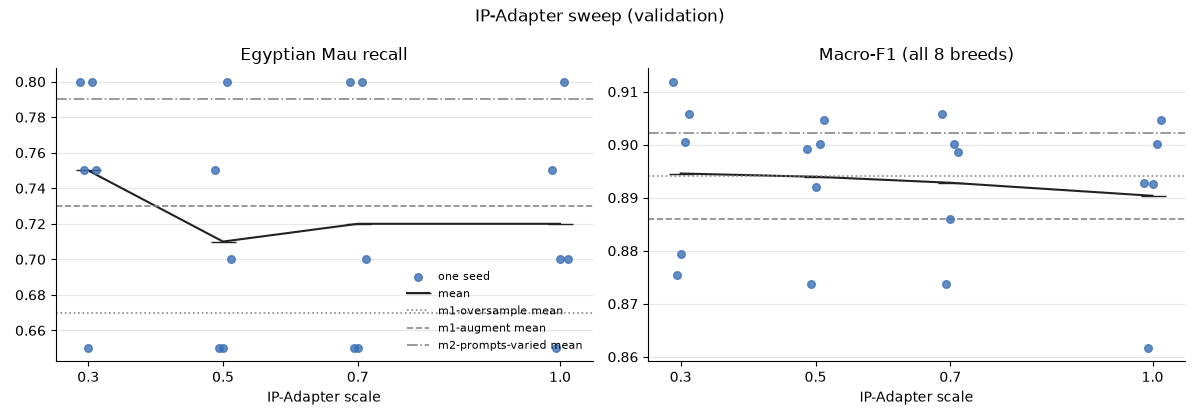 IP-Adapter sweep (validation)
Egyptian Mau recall
0.80
0.78
0.76
0.74
0.72
0.70
0.68
0.66
one seed
mean
m1-oversample mean
m1-augment mean
m2-prompts-varied mean
0.3 0.5 0.7 1.0
IP-Adapter scale
Macro-F1 (all 8 breeds)
0.91
0.90
0.89
0.88
0.87
0.86
0.3 0.5 0.7 1.0
IP-Adapter scale